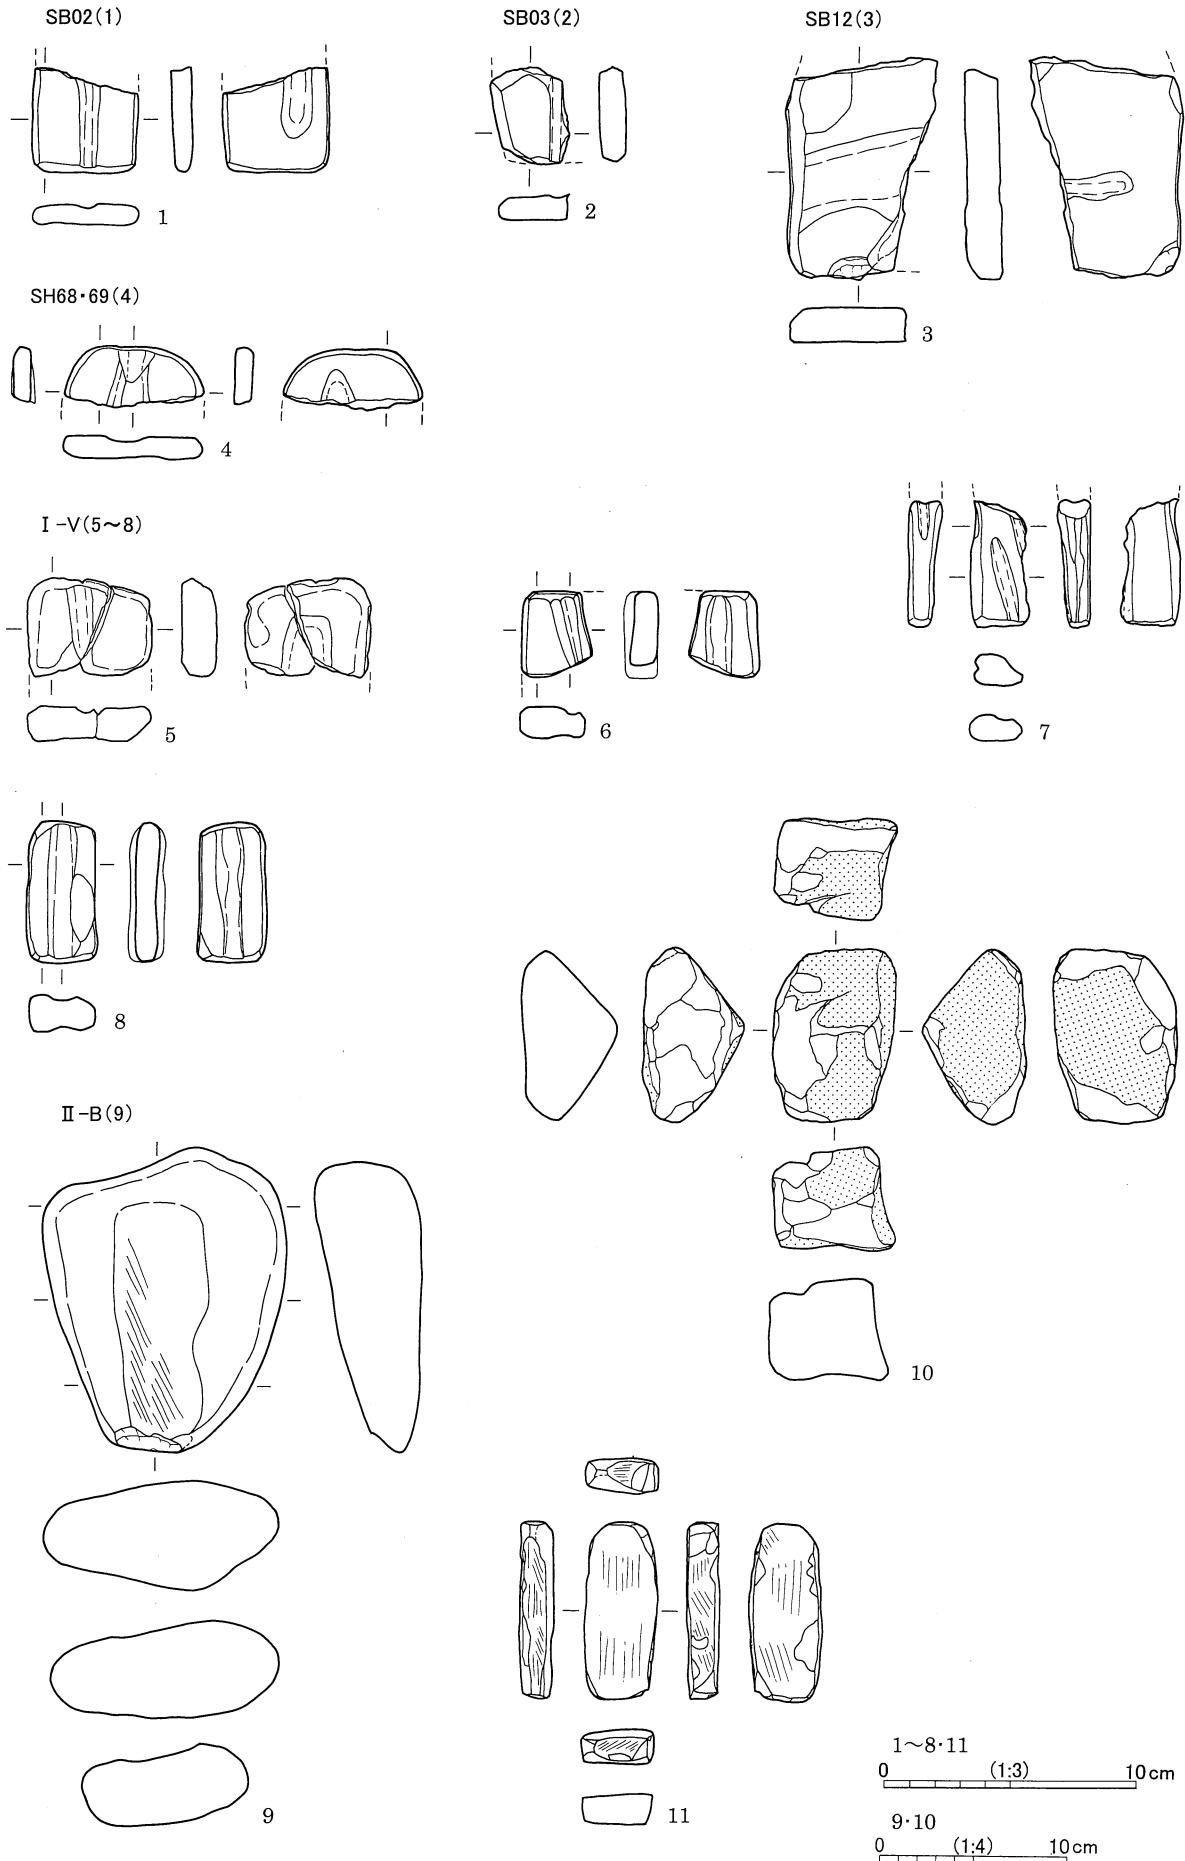 SB02(1)
SB03(2)
SB12(3)
1
2
3
SH68・69(4)
4
Ⅰ-Ⅴ(5～8)
5
6
7
8
Ⅱ-B(9)
10
9
11
1～8・11
0 (1:3) 10cm
9・10
0 (1:4) 10cm